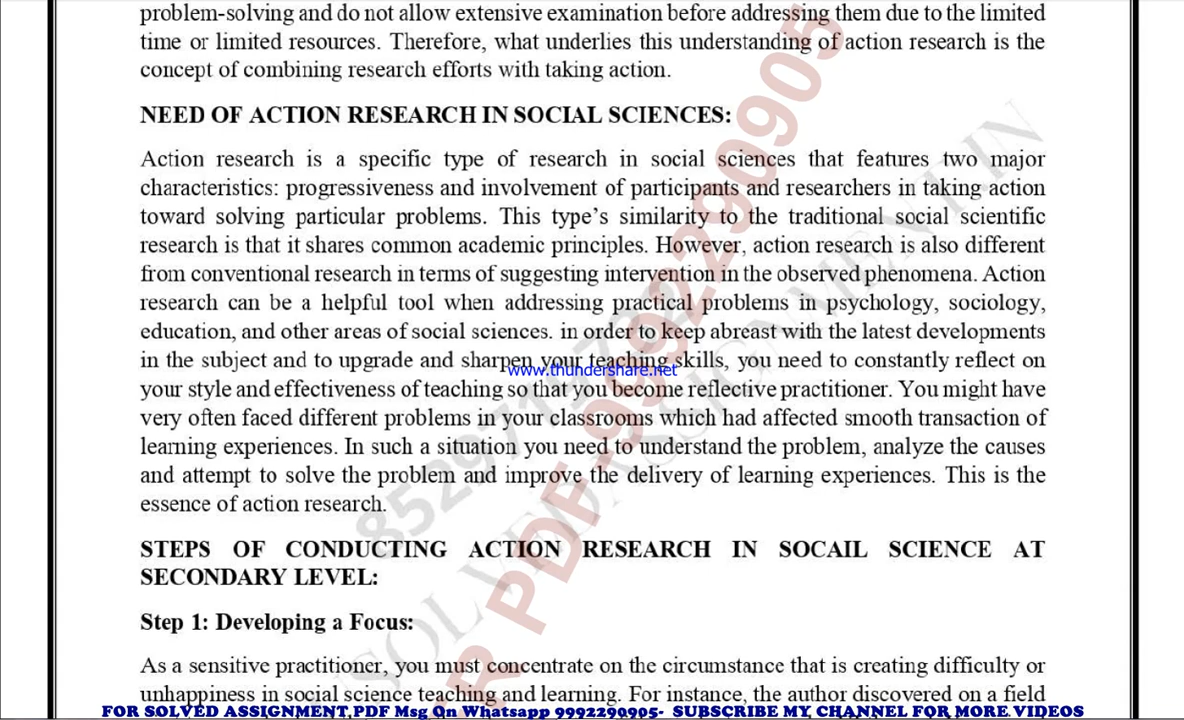 problem-solving and do not allow extensive examination before addressing them due to the limited
time or limited resources. Therefore, what underlies this understanding of action research is the
concept of combining research efforts with taking action.
NEED OF ACTION RESEARCH IN SOCIAL SCIENCES:
Action research is a specific type of research in social sciences that features two major
characteristics: progressiveness and involvement of participants and researchers in taking action
toward solving particular problems. This type’s similarity to the traditional social scientific
research is that it shares common academic principles. However, action research is also different
from conventional research in terms of suggesting intervention in the observed phenomena. Action
research can be a helpful tool when addressing practical problems in psychology, sociology,
education, and other areas of social sciences. in order to keep abreast with the latest developments
in the subject and to upgrade and sharpen your teaching skills, you need to constantly reflect on
www.thundershare.net
your style and effectiveness of teaching so that you become reflective practitioner. You might have
very often faced different problems in your classrooms which had affected smooth transaction of
learning experiences. In such a situation you need to understand the problem, analyze the causes
and attempt to solve the problem and improve the delivery of learning experiences. This is the
essence of action research.
STEPS OF CONDUCTING ACTION RESEARCH IN SOCAIL SCIENCE AT
SECONDARY LEVEL:
Step 1: Developing a Focus:
As a sensitive practitioner, you must concentrate on the circumstance that is creating difficulty or
unhappiness in social science teaching and learning. For instance, the author discovered on a field
FOR SOLVED ASSIGNMENT PDF Msg On Whatsapp 9992290905- SUBSCRIBE MY CHANNEL FOR MORE VIDEOS
R PDF-9992290905
SOLVEDASSIGNMENT.IN